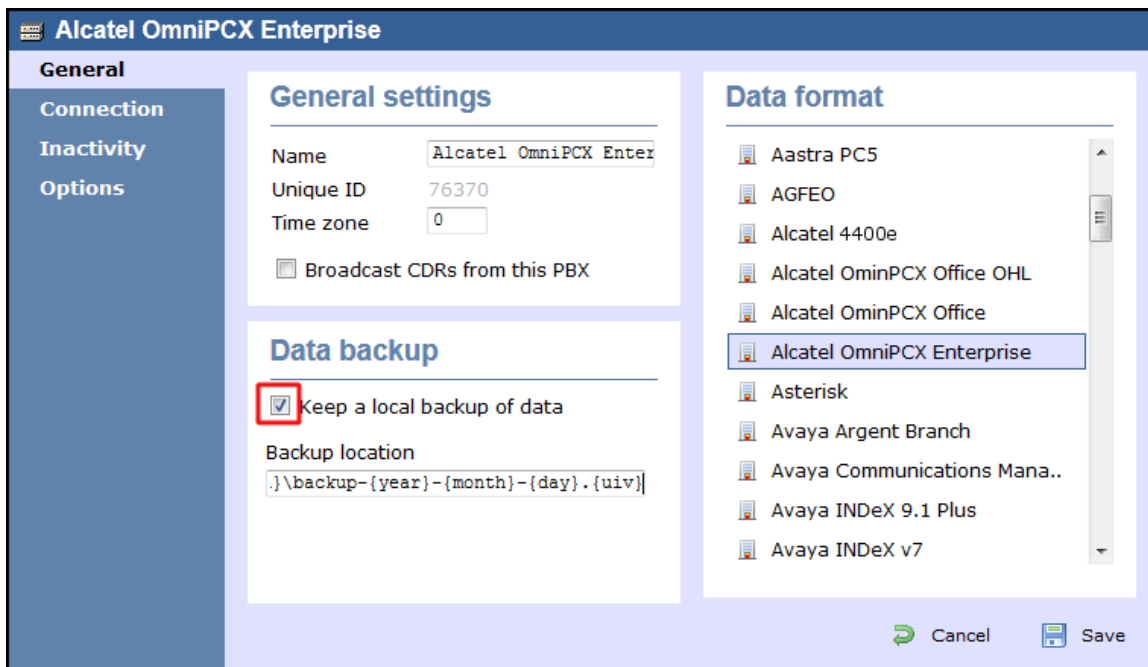 Alcatel OmniPCX Enterprise
General
Connection
Inactivity
Options
General settings
Name
Alcatel OmniPCX Enter
Unique ID
76370
Time zone
0
Broadcast CDRs from this PBX
Data backup
Keep a local backup of data
Backup location
.}\backup-{year}-{month}-{day}.{uiv}
Data format
Aastra PC5
AGFEO
Alcatel 4400e
Alcatel OminPCX Office OHL
Alcatel OminPCX Office
Alcatel OmniPCX Enterprise
Asterisk
Avaya Argent Branch
Avaya Communications Mana..
Avaya INDeX 9.1 Plus
Avaya INDeX v7
Cancel
Save